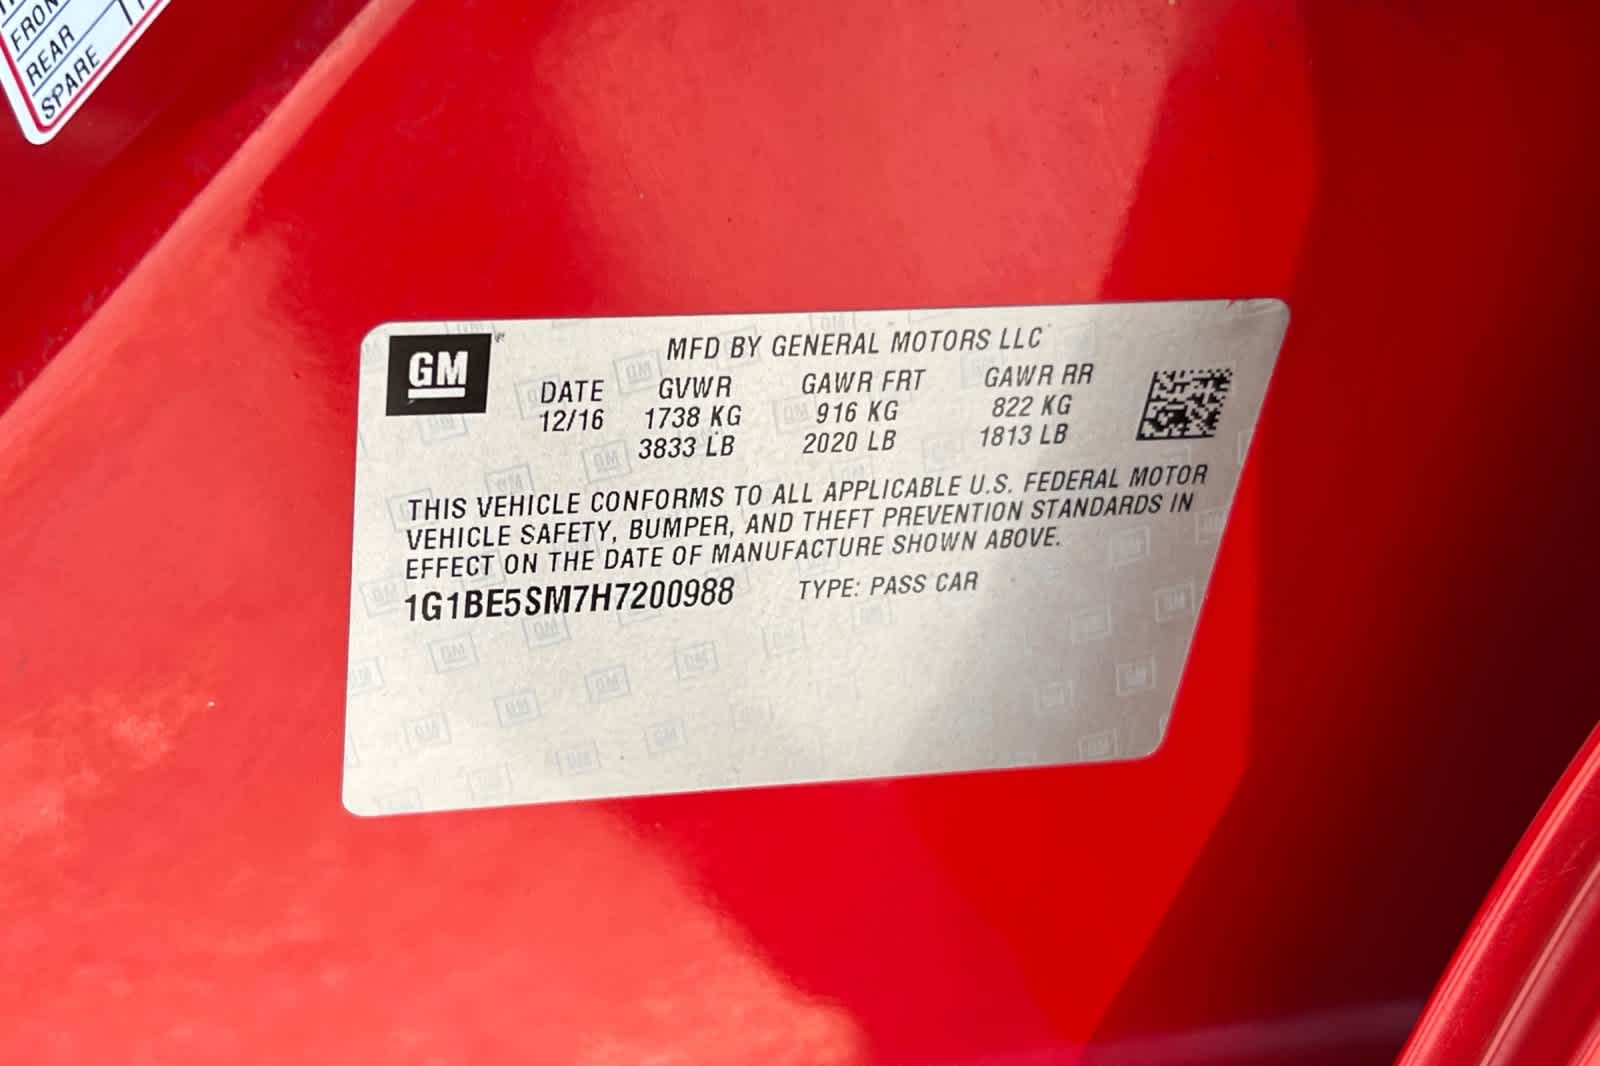 FRON
REAR
SPARE
GM
MFD BY GENERAL MOTORS LLC
DATE GVWR GAWR FRT GAWR RR
12/16 1738 KG 916 KG 822 KG
3833 LB 2020 LB 1813 LB
THIS VEHICLE CONFORMS TO ALL APPLICABLE U.S. FEDERAL MOTOR
VEHICLE SAFETY, BUMPER, AND THEFT PREVENTION STANDARDS IN
EFFECT ON THE DATE OF MANUFACTURE SHOWN ABOVE.
1G1BE5SM7H7200988 TYPE: PASS CAR